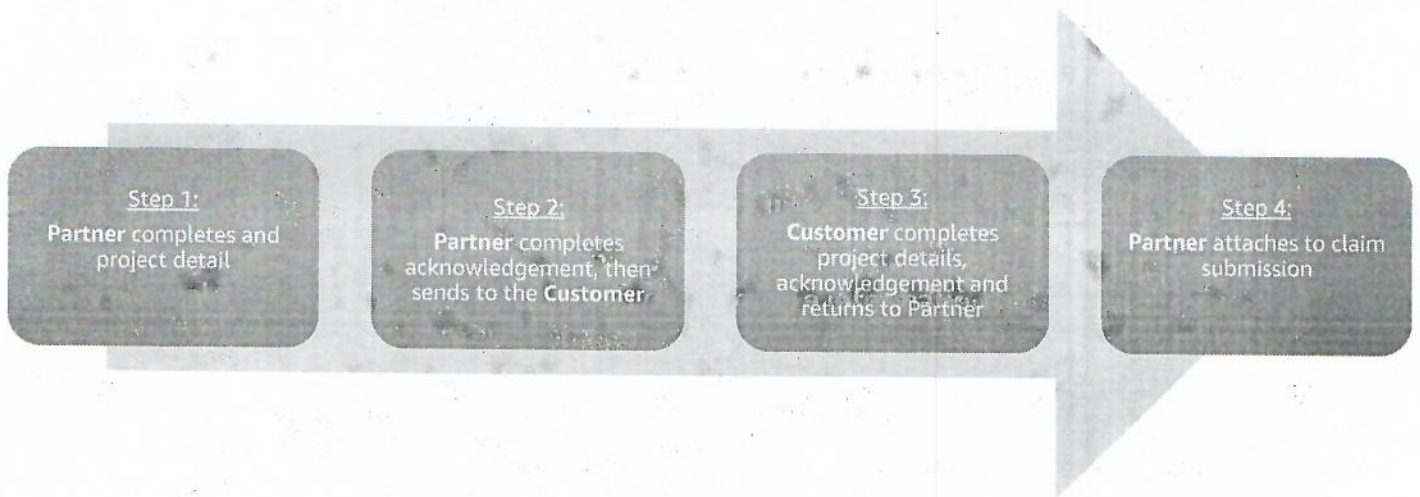 Step 1:
Partner completes and
project detail
Step 2:
Partner completes
acknowledgement, then
sends to the Customer
Step 3:
Customer completes
project details,
acknowledgement and
returns to Partner
Step 4:
Partner attaches to claim
submission